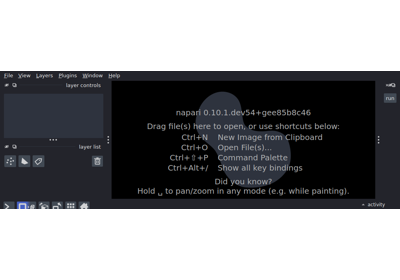 File View Layers Plugins Window Help
layer controls
run
napari 0.10.1.dev54+gee85b8c46
Drag file(s) here to open, or use shortcuts below:
Ctrl+N New Image from Clipboard
Ctrl+O Open File(s)...
Ctrl+⇧+P Command Palette
Ctrl+Alt+/ Show all key bindings
layer list
Did you know?
Hold ␣ to pan/zoom in any mode (e.g. while painting).
activity